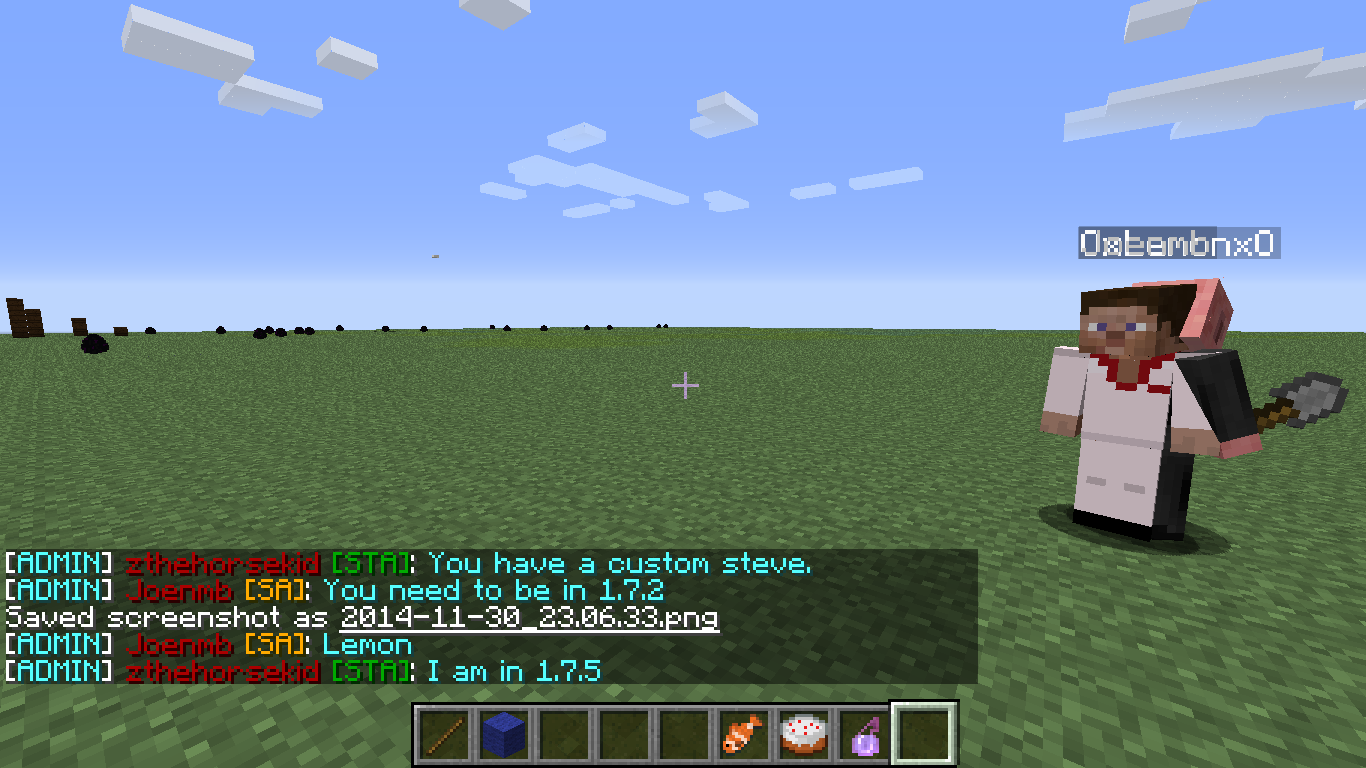 [ADMIN] zthehorsekid [STA]: You have a custom steve.
[ADMIN] Joenmb [SA]: You need to be in 1.7.2
Saved screenshot as 2014-11-30_23.06.33.png
[ADMIN] Joenmb [SA]: Lemon
[ADMIN] zthehorsekid [STA]: I am in 1.7.5